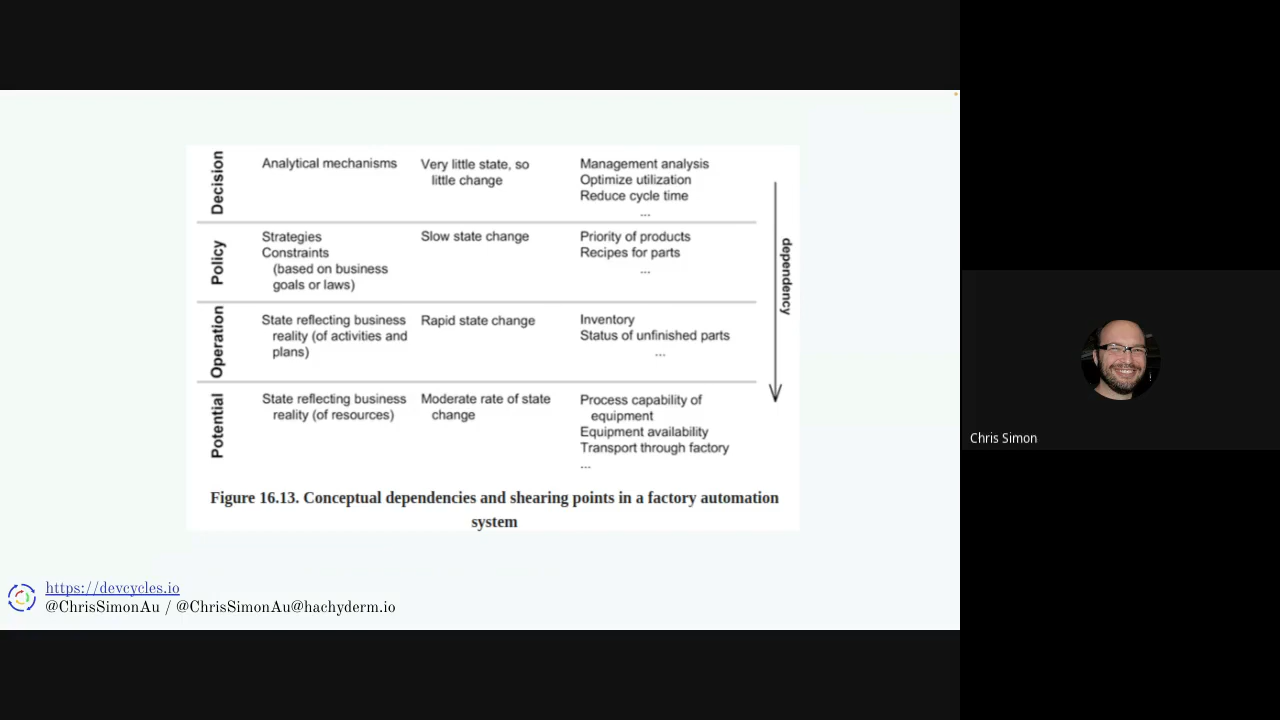 Decision
Analytical mechanisms
Very little state, so
little change
Management analysis
Optimize utilization
Reduce cycle time
...
Policy
Strategies
Constraints
(based on business
goals or laws)
Slow state change
Priority of products
Recipes for parts
...
Operation
State reflecting business
reality (of activities and
plans)
Rapid state change
Inventory
Status of unfinished parts
...
Potential
State reflecting business
reality (of resources)
Moderate rate of state
change
Process capability of
equipment
Equipment availability
Transport through factory
...
dependency
Figure 16.13. Conceptual dependencies and shearing points in a factory automation
system
https://devcycles.io
@ChrisSimonAu / @ChrisSimonAu@hachyderm.io
Chris Simon